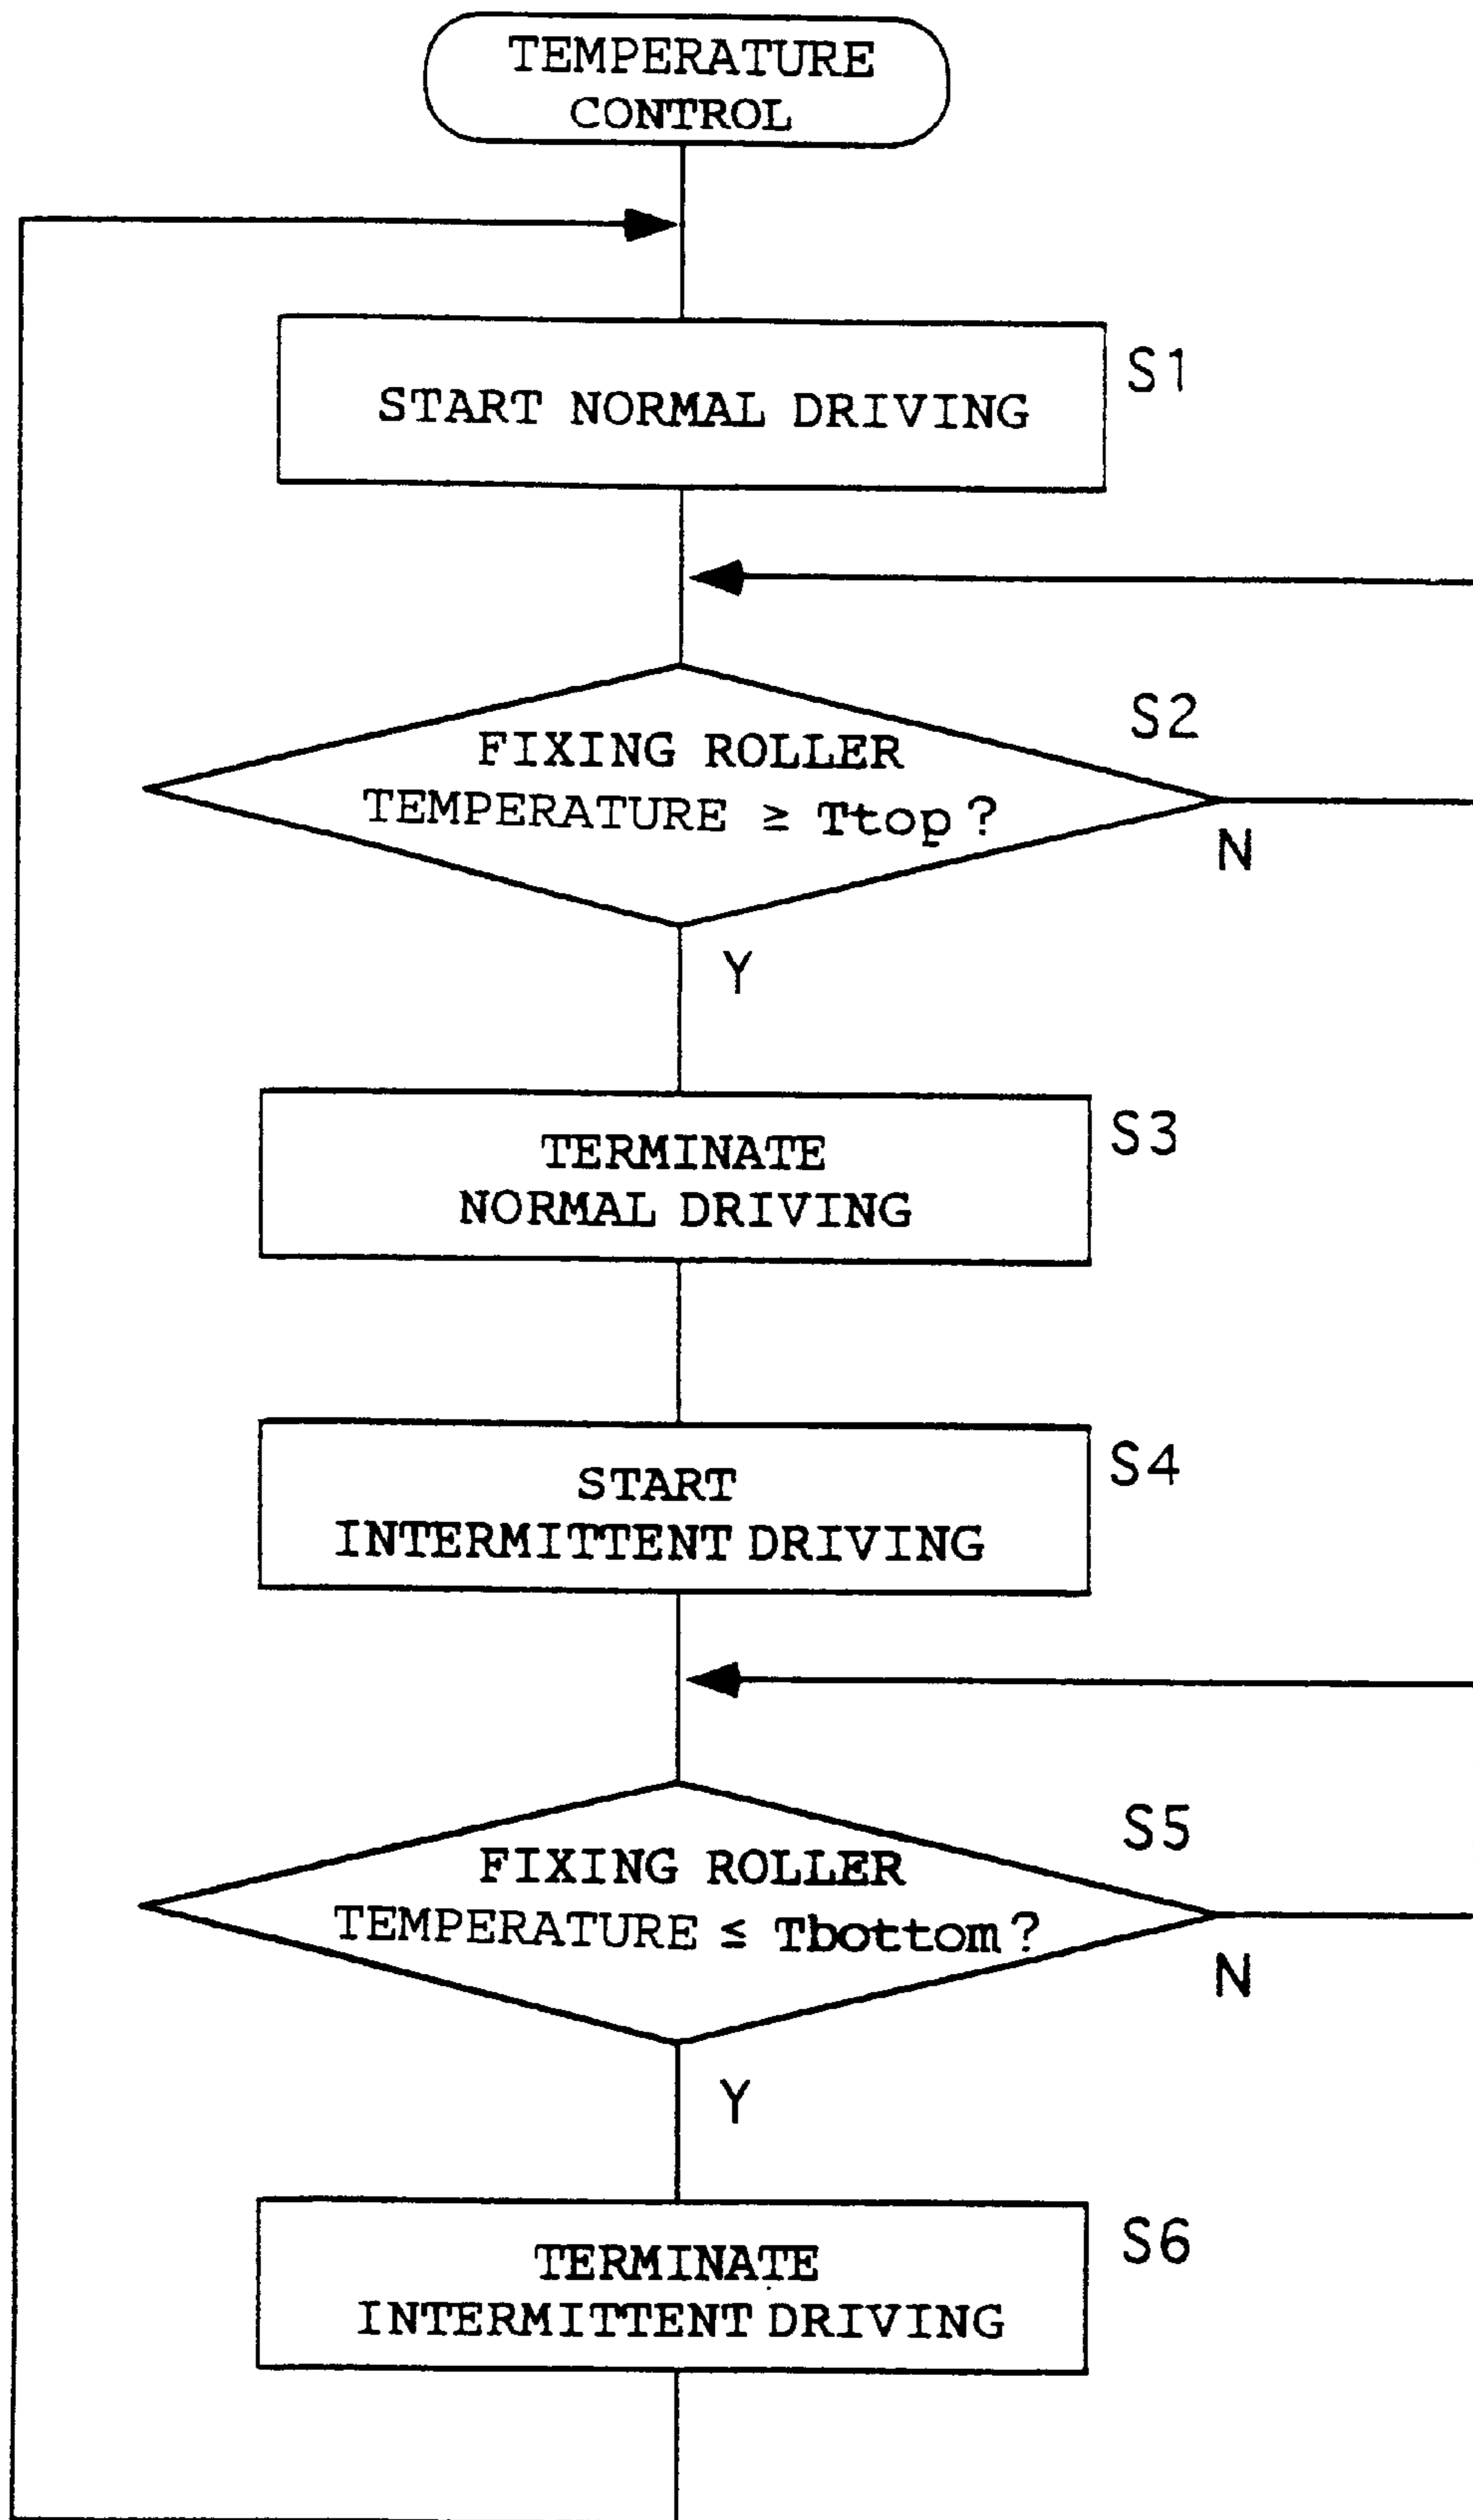 TEMPERATURE
CONTROL
START NORMAL DRIVING
S1
S2
FIXING ROLLER
TEMPERATURE ≥ Ttop?
N
Y
TERMINATE
NORMAL DRIVING
S3
START
INTERMITTENT DRIVING
S4
S5
FIXING ROLLER
TEMPERATURE ≤ Tbottom?
N
Y
TERMINATE
INTERMITTENT DRIVING
S6